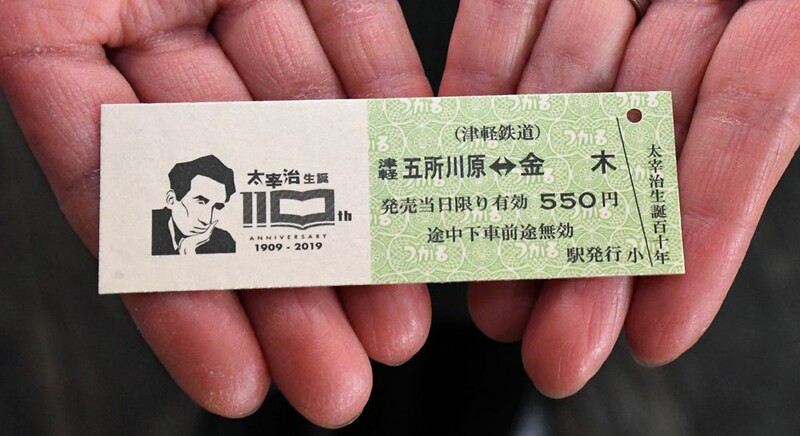 太宰治生誕
110th
ANNIVERSARY
1909 - 2019
（津軽鉄道）
津軽五所川原↔金木
発売当日限り有効 550円
途中下車前途無効
駅発行
小
太宰治生誕百十年
つがる